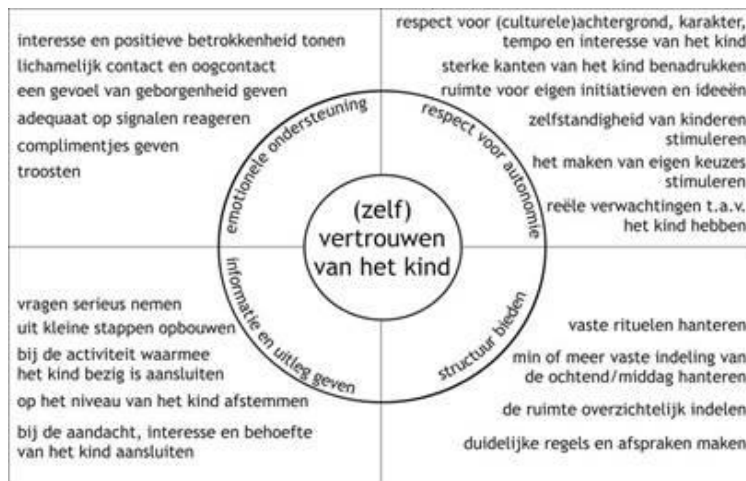 interesse en positieve betrokkenheid tonen
lichamelijk contact en oogcontact
een gevoel van geborgenheid geven
adequaat op signalen reageren
complimentjes geven
troosten
emotionele ondersteuning
respect voor (culturele)achtergrond, karakter,
tempo en interesse van het kind
sterke kanten van het kind benadrukken
ruimte voor eigen initiatieven en ideeën
zelfstandigheid van kinderen
stimuleren
het maken van eigen keuzes
stimuleren
reële verwachtingen t.a.v.
het kind hebben
respect voor autonomie
(zelf)
vertrouwen
van het kind
vragen serieus nemen
uit kleine stappen opbouwen
bij de activiteit waarmee
het kind bezig is aansluiten
op het niveau van het kind afstemmen
bij de aandacht, interesse en behoefte
van het kind aansluiten
informatie en uitleg geven
structuur bieden
vaste rituelen hanteren
min of meer vaste indeling van
de ochtend/middag hanteren
de ruimte overzichtelijk indelen
duidelijke regels en afspraken maken